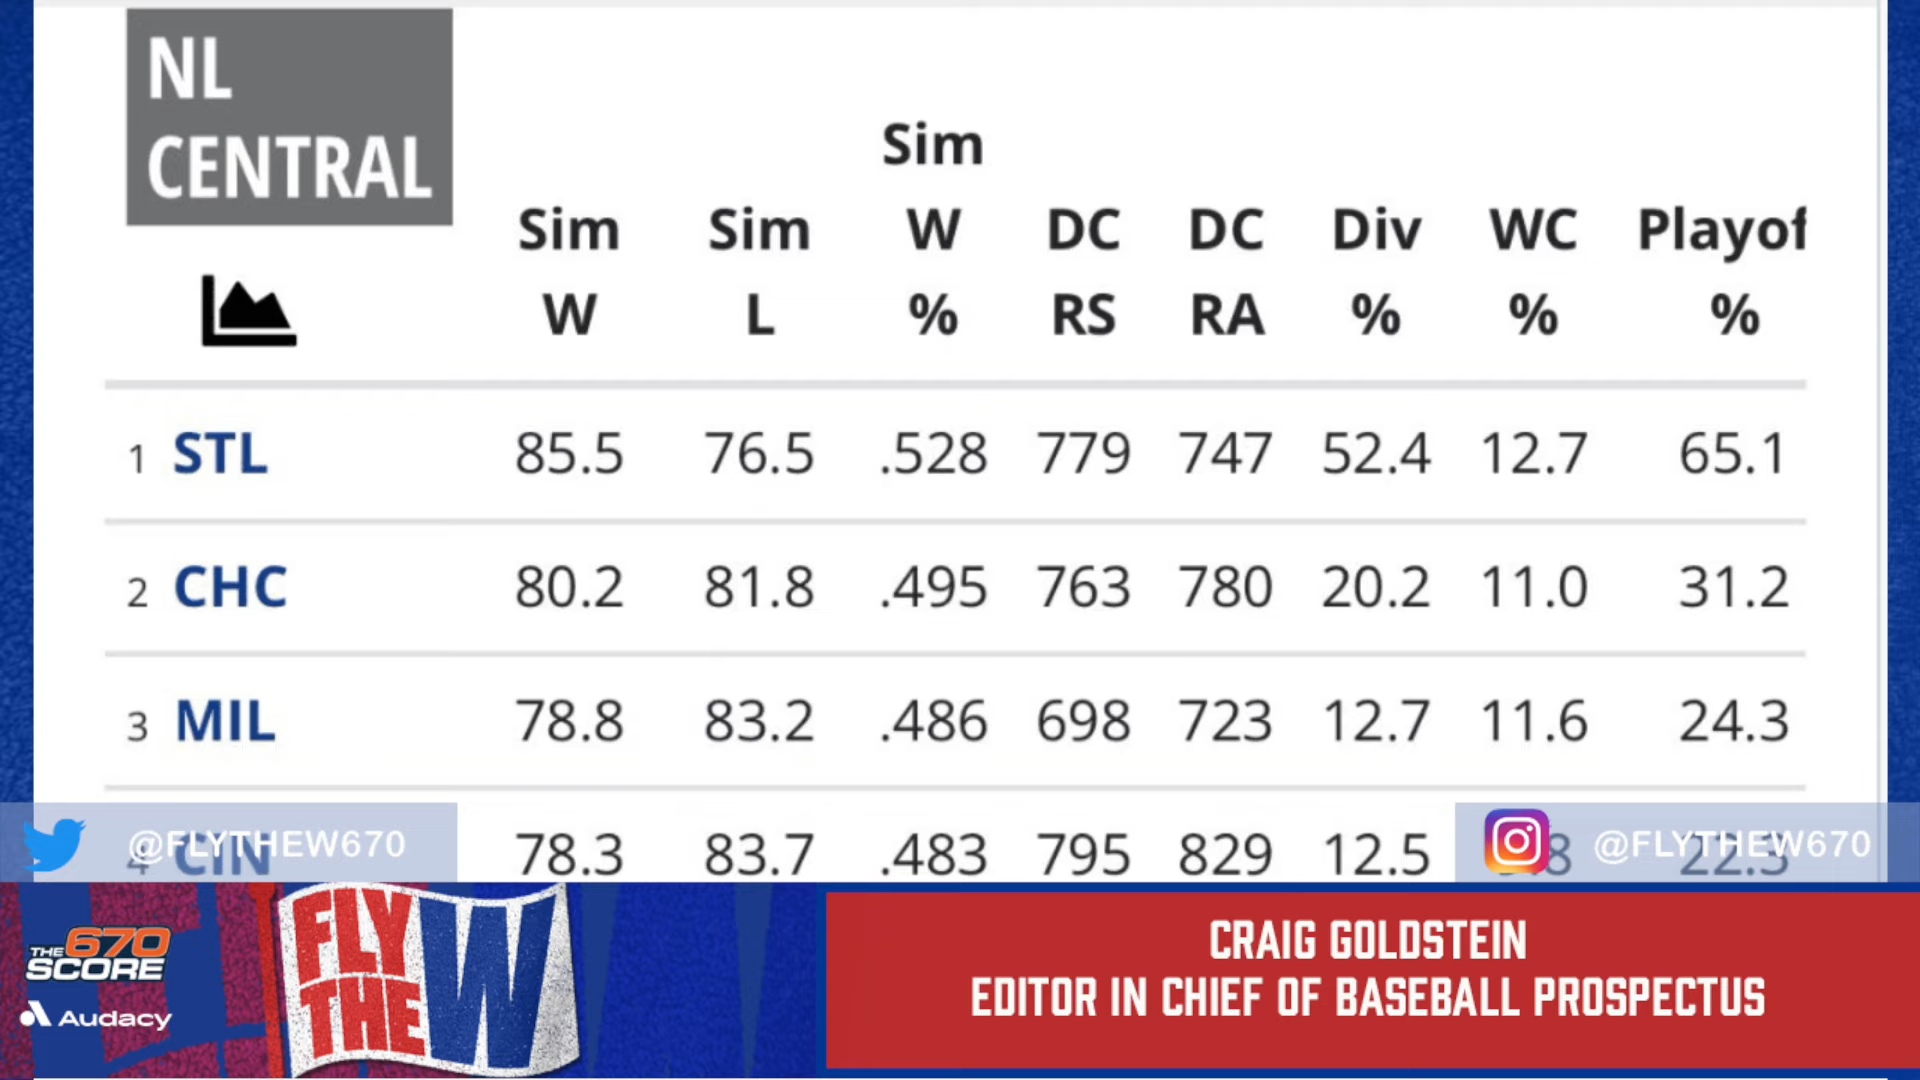 NL
CENTRAL
Sim W
Sim L
Sim W %
DC RS
DC RA
Div %
WC %
Playof %
1 STL 85.5 76.5 .528 779 747 52.4 12.7 65.1
2 CHC 80.2 81.8 .495 763 780 20.2 11.0 31.2
3 MIL 78.8 83.2 .486 698 723 12.7 11.6 24.3
4 CIN 78.3 83.7 .483 795 829 12.5
@FLYTHEW670
@FLYTHEW670
THE 670
SCORE
Audacy
FLY
THE W
CRAIG GOLDSTEIN
EDITOR IN CHIEF OF BASEBALL PROSPECTUS